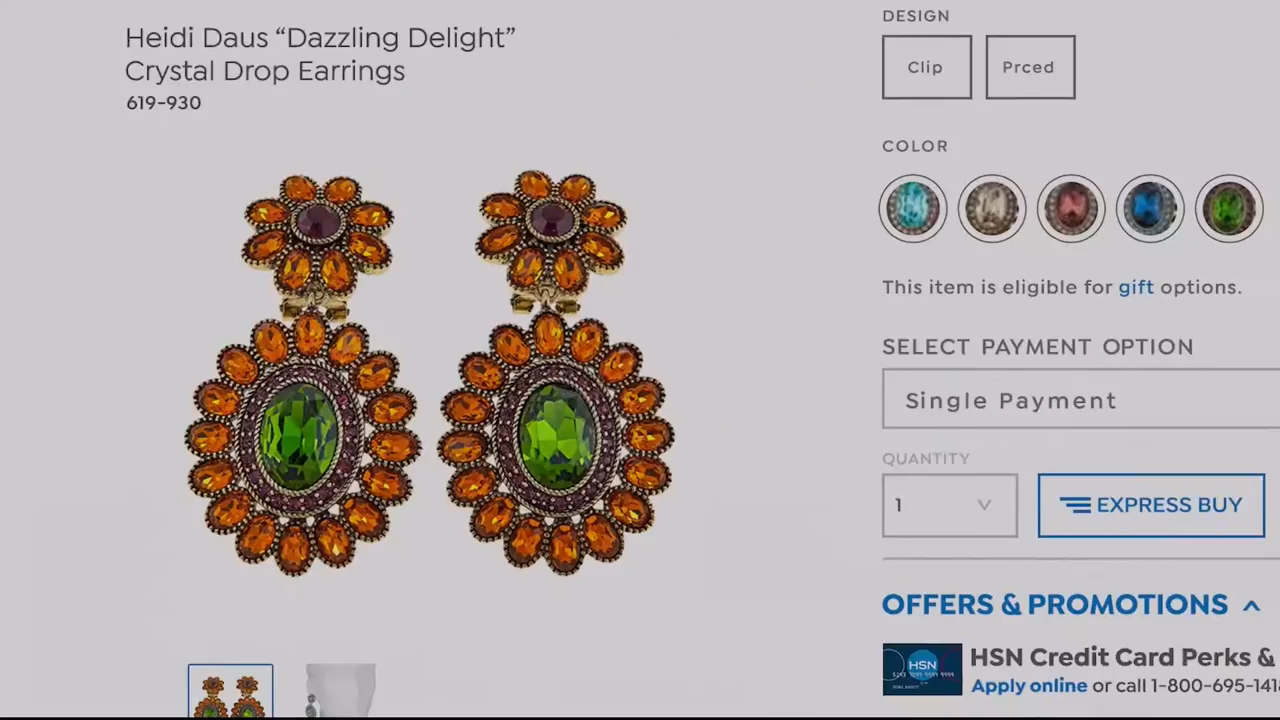 Heidi Daus “Dazzling Delight”
Crystal Drop Earrings
619-930
DESIGN
Clip
Prced
COLOR
This item is eligible for gift options.
SELECT PAYMENT OPTION
Single Payment
QUANTITY
1
EXPRESS BUY
OFFERS & PROMOTIONS
HSN
HSN Credit Card Perks &
Apply online or call 1-800-695-141